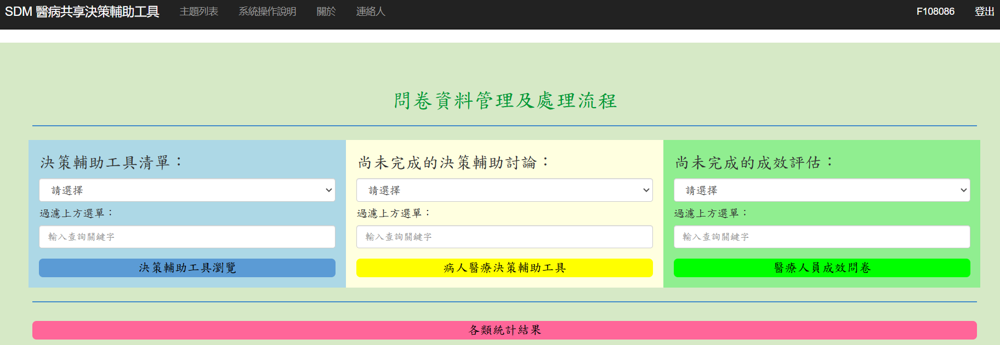 SDM 醫病共享決策輔助工具 主題列表 系統操作說明 關於 連絡人 F108086 登出
問卷資料管理及處理流程
決策輔助工具清單：
請選擇
過濾上方選單：
輸入查詢關鍵字
決策輔助工具瀏覽
尚未完成的決策輔助討論：
請選擇
過濾上方選單：
輸入查詢關鍵字
病人醫療決策輔助工具
尚未完成的成效評估：
請選擇
過濾上方選單：
輸入查詢關鍵字
醫療人員成效問卷
各類統計結果